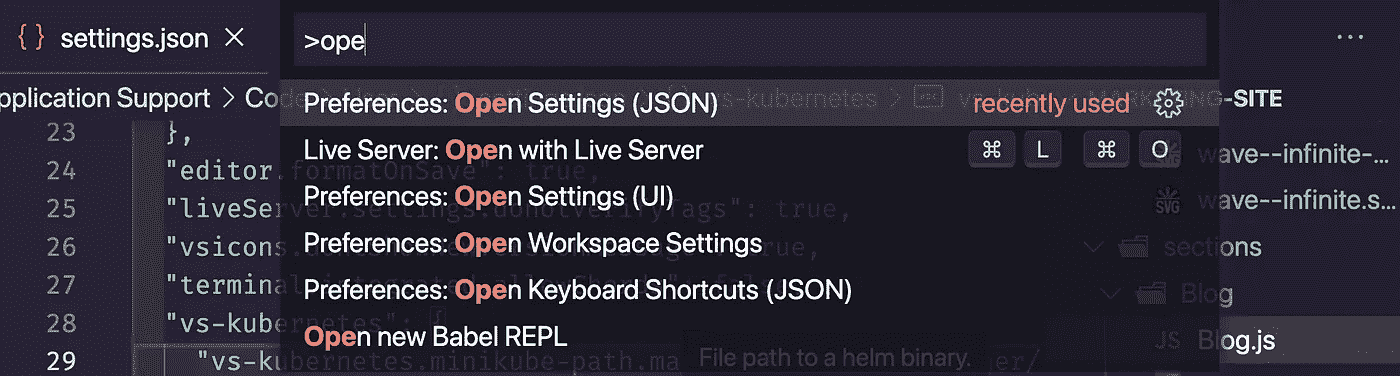 { } settings.json ×
>ope
···
pplication Support > Co
-SITE
Preferences: Open Settings (JSON)
recently used
Live Server: Open with Live Server
⌘ L ⌘ O
Preferences: Open Settings (UI)
Preferences: Open Workspace Settings
Preferences: Open Keyboard Shortcuts (JSON)
Open new Babel REPL
23 },
24 "editor.formatOnSave": true,
25 "liveServer.settings.donotVerifyTags": true,
26 "vsicons.
27 "terminal
28 "vs-kubernetes": {
29 "vs-kubernetes.minikube-path.ma
File path to a helm binary.
wave--infinite-...
SVG wave--infinite.s...
sections
Blog
JS Blog.js